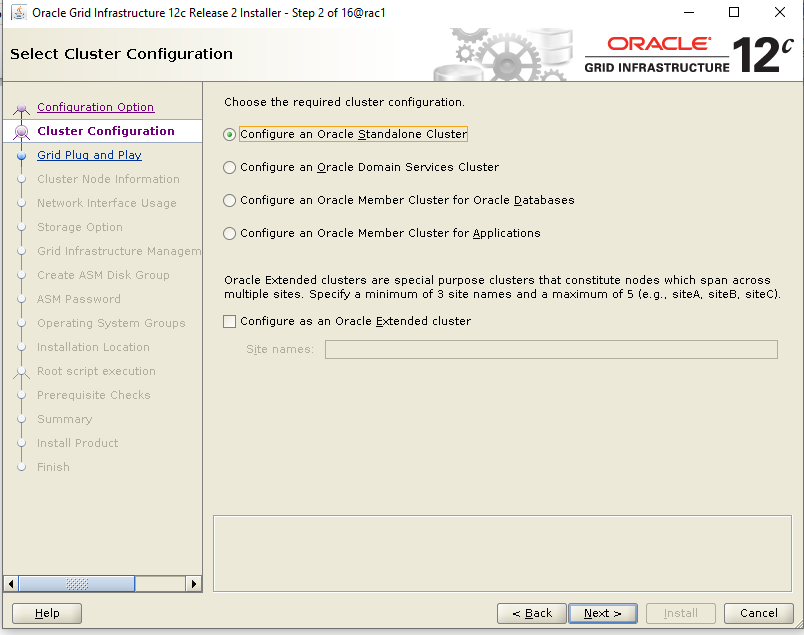 Oracle Grid Infrastructure 12c Release 2 Installer - Step 2 of 16@rac1
Select Cluster Configuration
ORACLE
GRID INFRASTRUCTURE
12c
Configuration Option
Cluster Configuration
Grid Plug and Play
Cluster Node Information
Network Interface Usage
Storage Option
Grid Infrastructure Managem
Create ASM Disk Group
ASM Password
Operating System Groups
Installation Location
Root script execution
Prerequisite Checks
Summary
Install Product
Finish
Choose the required cluster configuration.
Configure an Oracle Standalone Cluster
Configure an Oracle Domain Services Cluster
Configure an Oracle Member Cluster for Oracle Databases
Configure an Oracle Member Cluster for Applications
Oracle Extended clusters are special purpose clusters that constitute nodes which span across
multiple sites. Specify a minimum of 3 site names and a maximum of 5 (e.g., siteA, siteB, siteC).
Configure as an Oracle Extended cluster
Site names:
Help
< Back
Next >
Install
Cancel